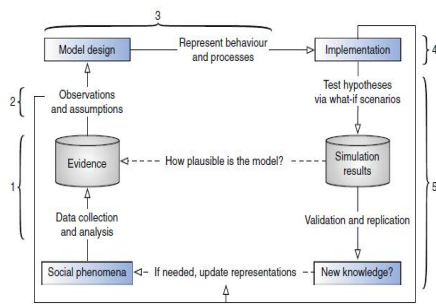 3
Model design
Represent behaviour
and processes
Implementation
4
2
Observations
and assumptions
Test hypotheses
via what-if scenarios
1
Evidence
How plausible is the model?
Simulation
results
5
Data collection
and analysis
Validation and replication
Social phenomena
If needed, update representations
New knowledge?